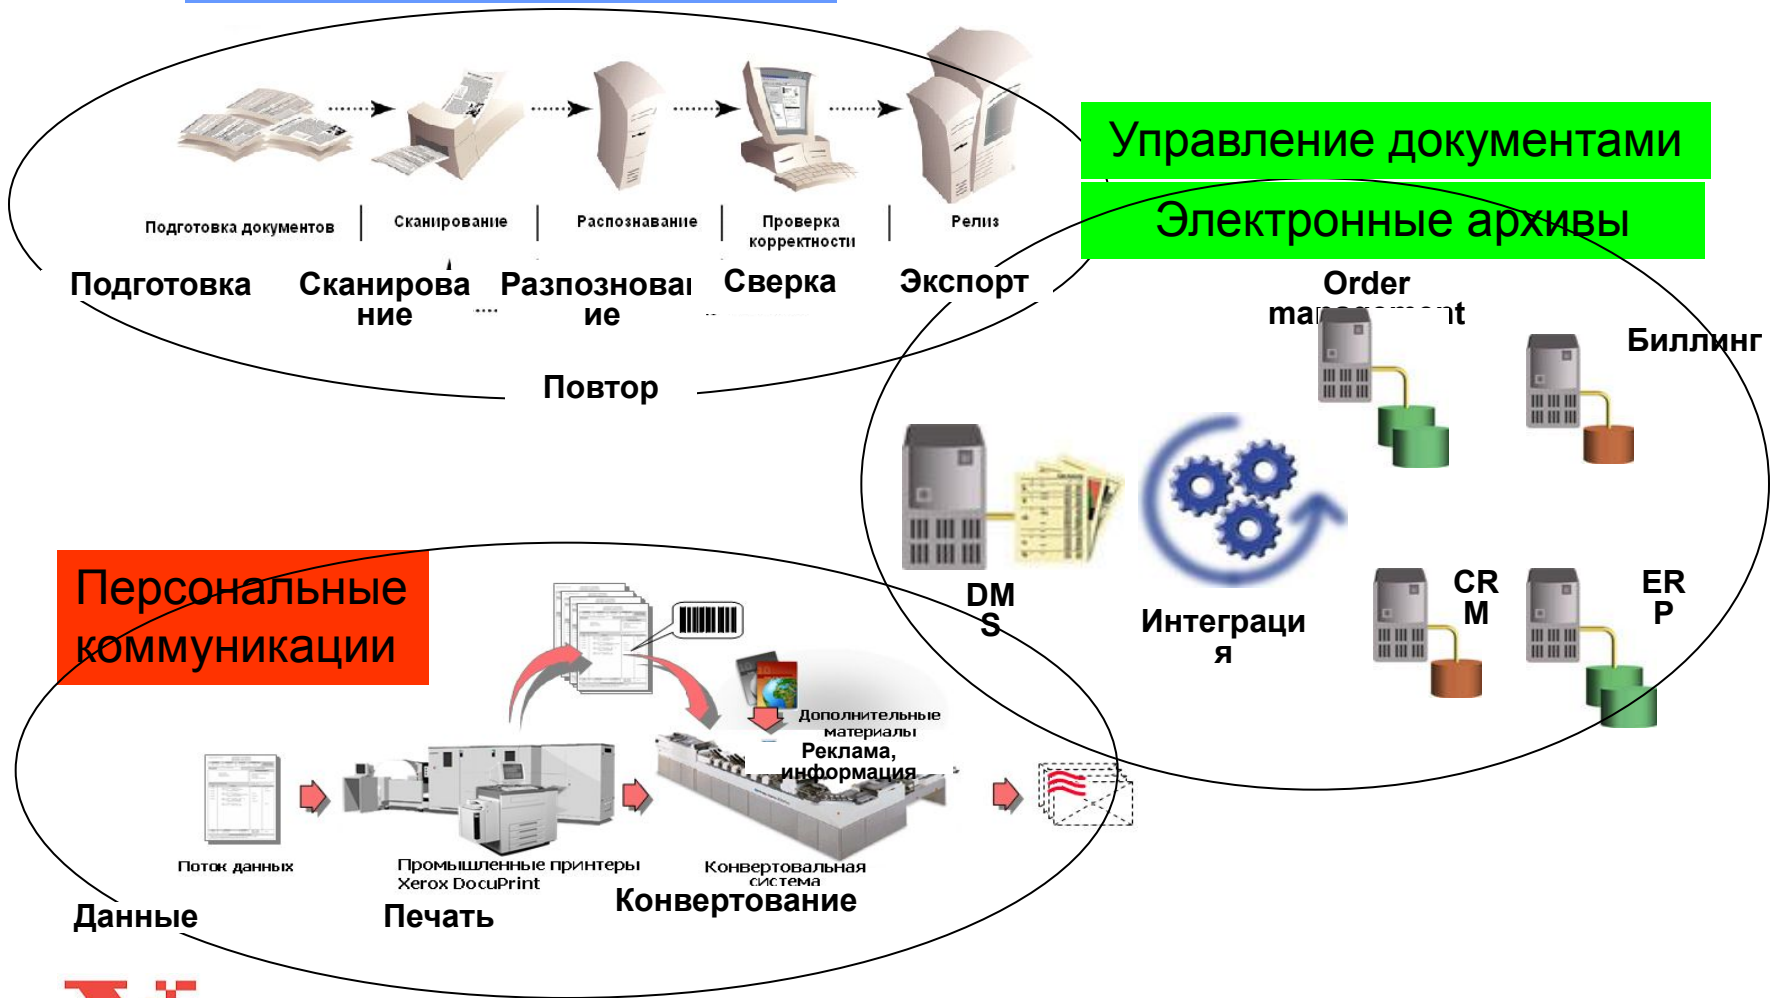 Управление документами
Электронные архивы
Подготовка документов
Сканирование
Распознавание
Проверка
корректности
Релиз
Подготовка
Сканирова
ние
Разпознован
ие
Сверка
Экспорт
Повтор
Order
management
Биллинг
DM
S
Интеграци
я
CR
M
ER
P
Персональные
коммуникации
Дополнительные
материалы
Реклама,
информация
Поток данных
Промышленные принтеры
Xerox DocuPrint
Конвертовальная
система
Данные
Печать
Конвертование